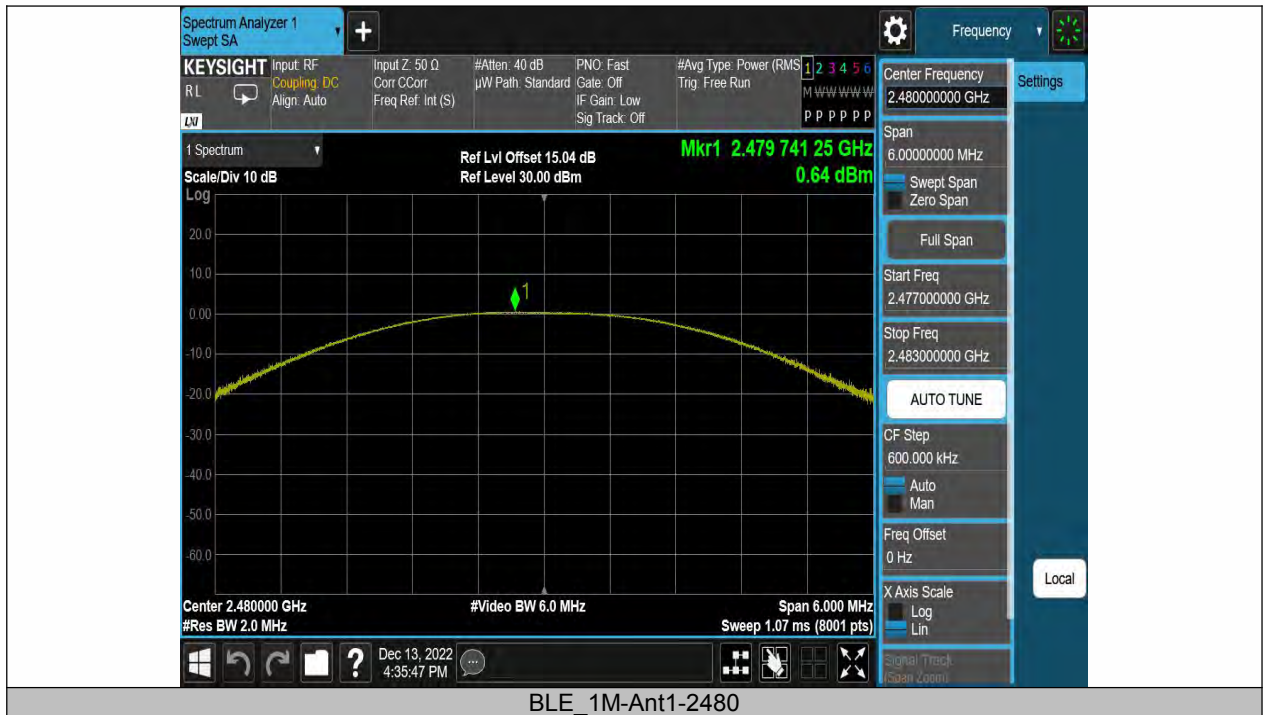 Spectrum Analyzer 1
Swept SA
+
Frequency
KEYSIGHT
RL
LXI
Input: RF
Coupling: DC
Align: Auto
Input Z: 50 Ω
Corr CCorr
Freq Ref: Int (S)
#Atten: 40 dB
µW Path: Standard
PNO: Fast
Gate: Off
IF Gain: Low
Sig Track: Off
#Avg Type: Power (RMS
Trig: Free Run
1 2 3 4 5 6
M W W W W W
P P P P P P
1 Spectrum
Scale/Div 10 dB
Log
Ref Lvl Offset 15.04 dB
Ref Level 30.00 dBm
Mkr1 2.479 741 25 GHz
0.64 dBm
1
20.0
10.0
0.00
-10.0
-20.0
-30.0
-40.0
-50.0
-60.0
Center 2.480000 GHz
#Res BW 2.0 MHz
#Video BW 6.0 MHz
Span 6.000 MHz
Sweep 1.07 ms (8001 pts)
Center Frequency
2.480000000 GHz
Settings
Span
6.00000000 MHz
Swept Span
Zero Span
Full Span
Start Freq
2.477000000 GHz
Stop Freq
2.483000000 GHz
AUTO TUNE
CF Step
600.000 kHz
Auto
Man
Freq Offset
0 Hz
X Axis Scale
Log
Lin
Signal Track
(Span Zoom)
Local
?
Dec 13, 2022
4:35:47 PM
BLE_1M-Ant1-2480